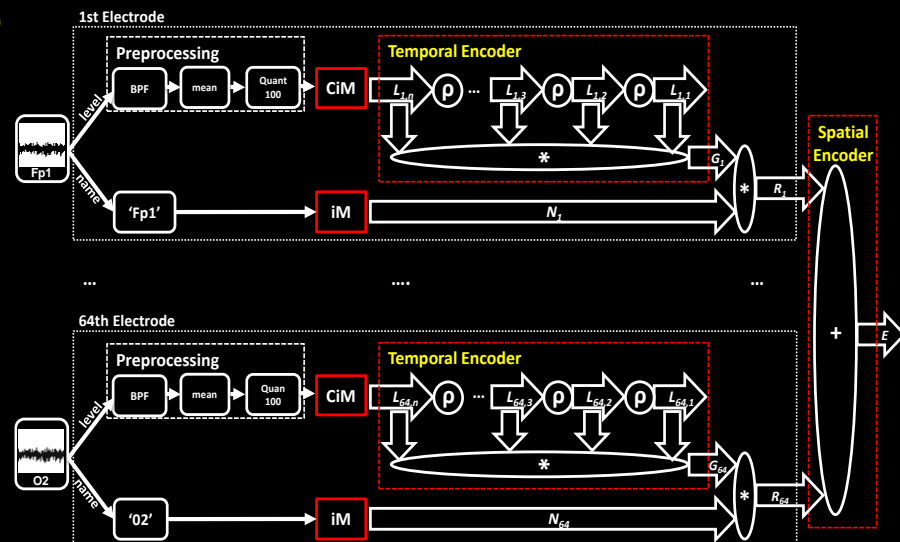 1st Electrode
Preprocessing
Temporal Encoder
BPF
mean
Quant 100
CiM
L1,n
ρ
...
L1,3
ρ
L1,2
ρ
L1,1
level
Fp1
*
G1
Spatial Encoder
name
'Fp1'
iM
N1
*
R1
...
....
...
+
E
64th Electrode
Preprocessing
Temporal Encoder
BPF
mean
Quan 100
CiM
L64,n
ρ
...
L64,3
ρ
L64,2
ρ
L64,1
level
O2
*
G64
name
'02'
iM
N64
*
R64